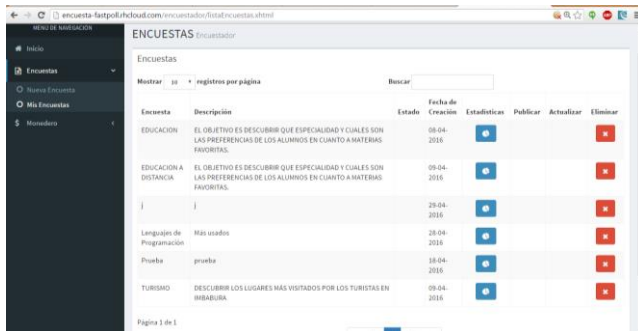 encuesta-fastpoll.rhcloud.com/encuestador/listaEncuestas.xhtml
MENÚ DE NAVEGACIÓN
ENCUESTAS Encuestador
Inicio
Encuestas
Nueva Encuesta
Mis Encuestas
Monedero
Encuestas
Mostrar 10 registros por página Buscar
Encuesta Descripción Estado Fecha de Creación Estadísticas Publicar Actualizar Eliminar
EDUCACION EL OBJETIVO ES DESCUBRIR QUE ESPECIALIDAD Y CUALES SON 08-04-
LAS PREFERENCIAS DE LOS ALUMNOS EN CUANTO A MATERIAS 2016
FAVORITAS.
EDUCACION A EL OBJETIVO ES DESCUBRIR QUE ESPECIALIDAD Y CUALES SON 09-04-
DISTANCIA LAS PREFERENCIAS DE LOS ALUMNOS EN CUANTO A MATERIAS 2016
FAVORITAS.
j j 29-04-
2016
Lenguajes de Más usados 28-04-
Programación 2016
Prueba prueba 18-04-
2016
TURISMO DESCUBRIR LOS LUGARES MÁS VISITADOS POR LOS TURISTAS EN 09-04-
IMBABURA 2016
Página 1 de 1